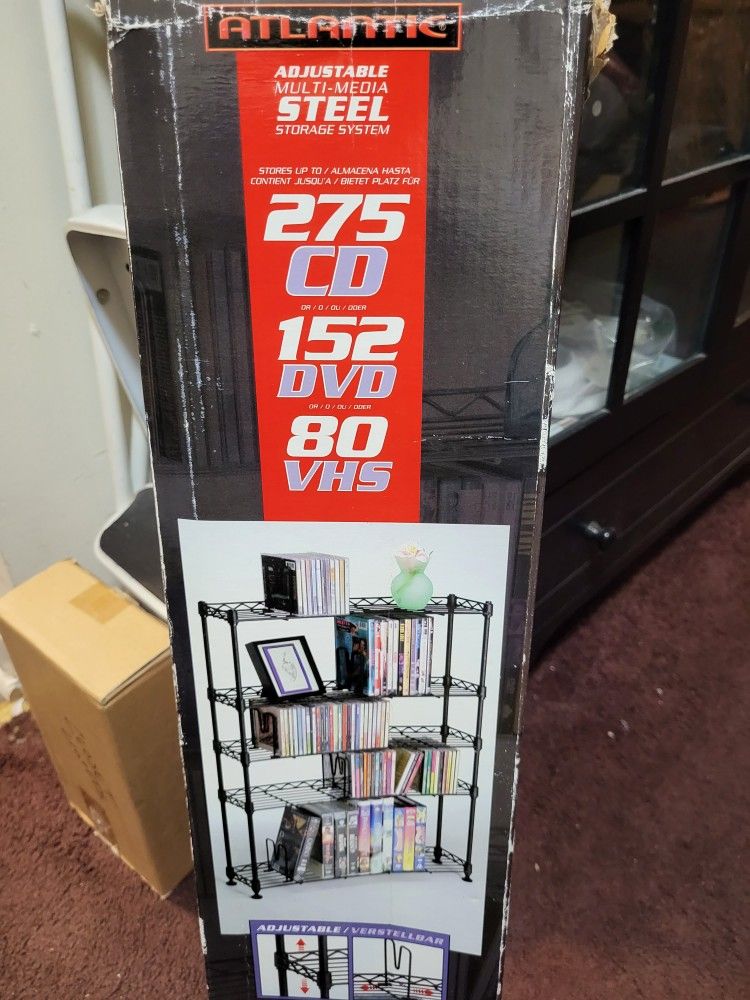 ATLANTIC
ADJUSTABLE
MULTI-MEDIA
STEEL
STORAGE SYSTEM
STORES UP TO / ALMACENA HASTA
CONTIENT JUSQU'A / BIETET PLATZ FÜR
275
CD
OR / O / OU / ODER
152
DVD
OR / O / OU / ODER
80
VHS
ADJUSTABLE / VERSTELLBAR